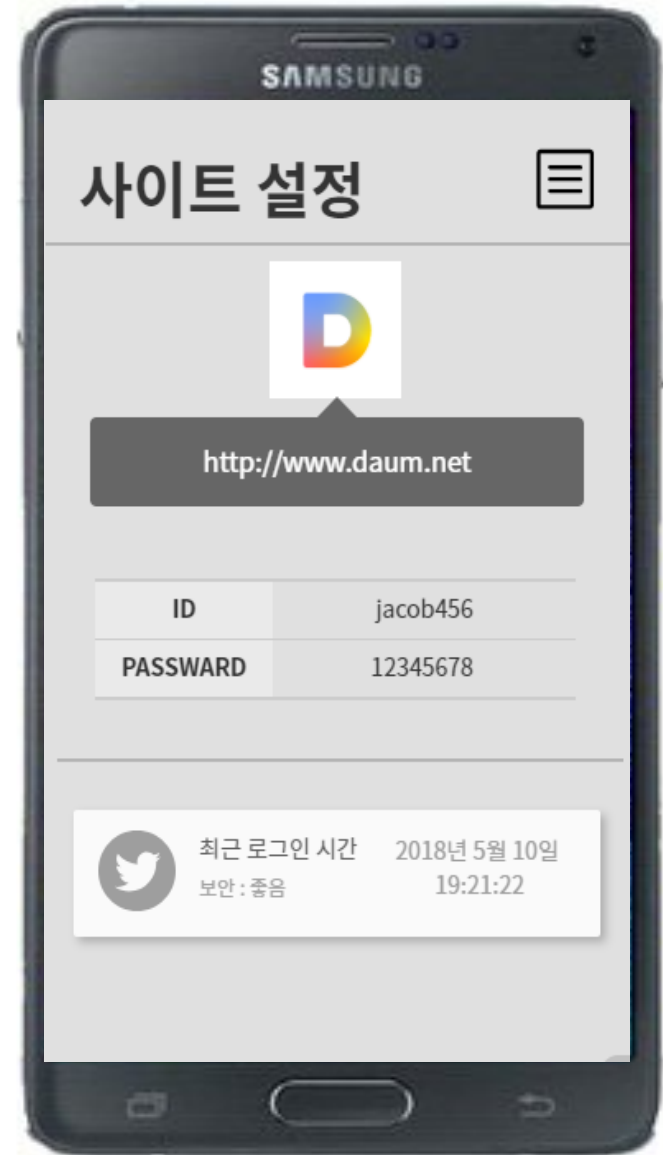 SAMSUNG
사이트 설정
D
http://www.daum.net
ID jacob456
PASSWARD 12345678
최근 로그인 시간 2018년 5월 10일
보안 : 좋음 19:21:22